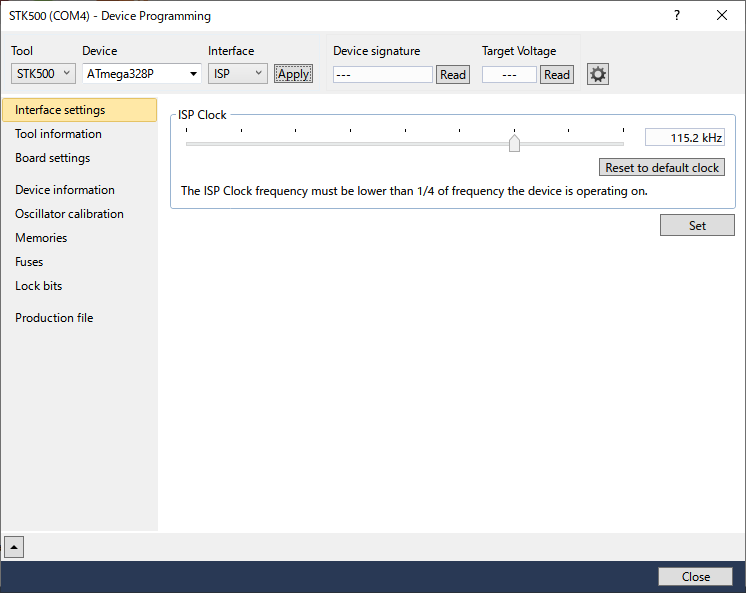 STK500 (COM4) - Device Programming
?
Tool Device Interface Device signature Target Voltage
STK500 ATmega328P ISP Apply --- Read --- Read
Interface settings
Tool information
Board settings
Device information
Oscillator calibration
Memories
Fuses
Lock bits
Production file
ISP Clock
115.2 kHz
Reset to default clock
The ISP Clock frequency must be lower than 1/4 of frequency the device is operating on.
Set
Close